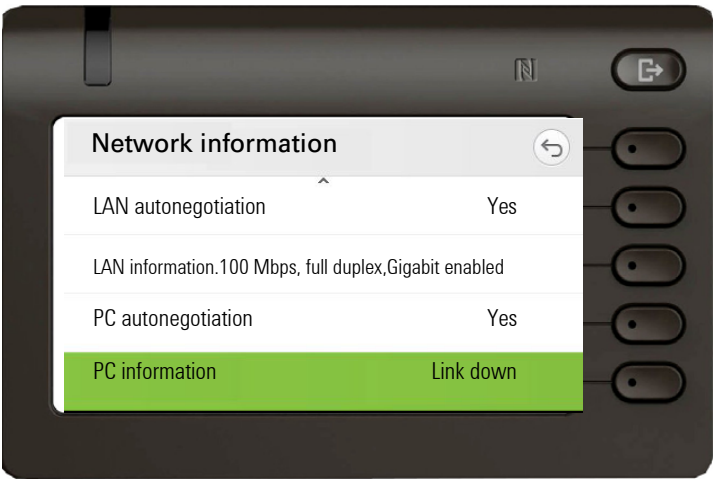 Network information
LAN autonegotiation Yes
LAN information.100 Mbps, full duplex,Gigabit enabled
PC autonegotiation Yes
PC information Link down